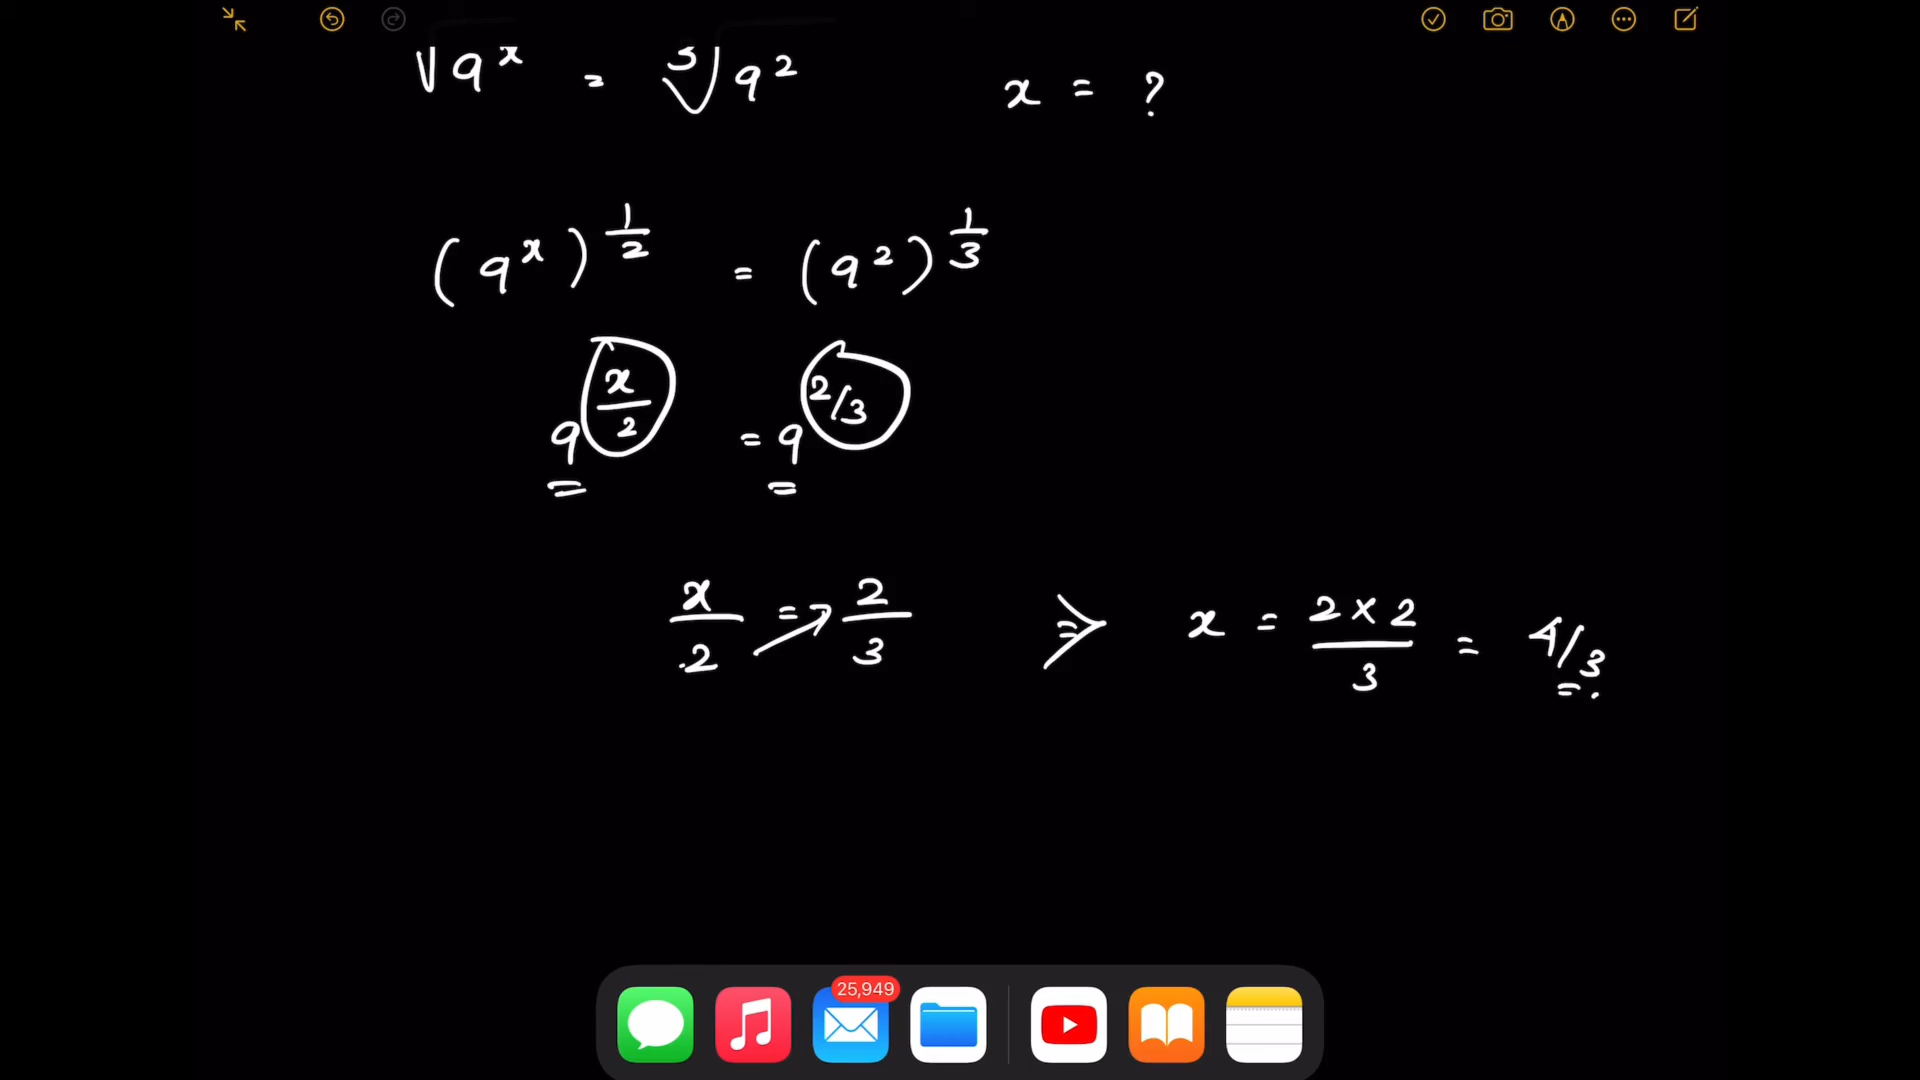 √9^x = ∛9^2 x = ?
(9^x)^(1/2) = (9^2)^(1/3)
9^(x/2) = 9^(2/3)
x/2 = 2/3 ⇒ x = (2×2)/3 = 4/3
25,949